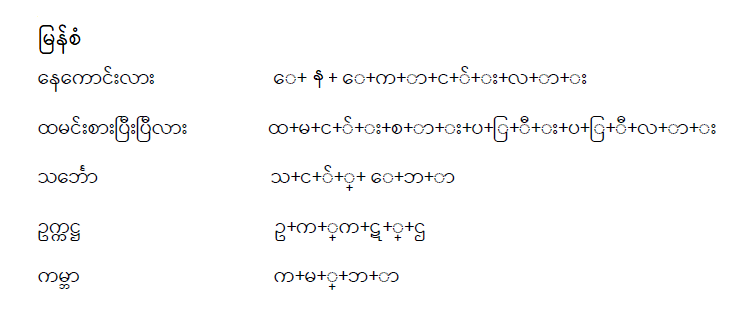 မြန်စံ
နေကောင်းလား ေ+ န + ေ+က+ာ+င+်+း+လ+ာ+း
ထမင်းစားပြီးပြီလား ထ+မ+င+်+း+စ+ာ+း+ပ+ြ+ီ+း+ပ+ြ+ီ+လ+ာ+း
သင်္ဘော သ+င+်+္+ ေ+ဘ+ာ
ဥက္ကဋ္ဌ ဥ+က+္က+ဋ+္+ဌ
ကမ္ဘာ က+မ+္+ဘ+ာ